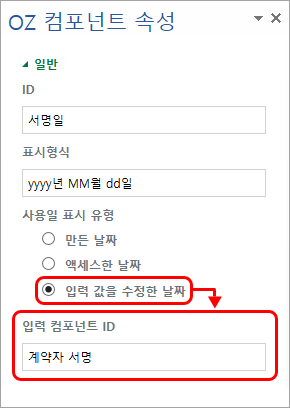 OZ 컴포넌트 속성
일반
ID
서명일
표시형식
yyyy년 MM월 dd일
사용일 표시 유형
만든 날짜
액세스한 날짜
입력 값을 수정한 날짜
입력 컴포넌트 ID
계약자 서명